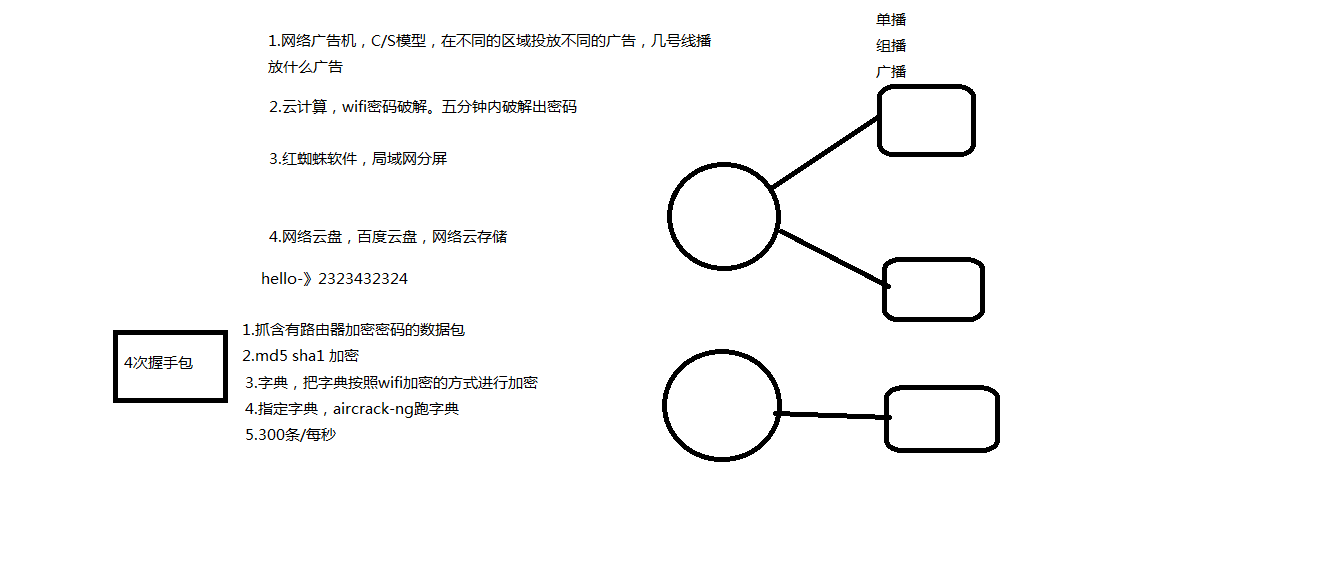 1.网络广告机，C/S模型，在不同的区域投放不同的广告，几号线播
放什么广告
2.云计算，wifi密码破解。五分钟内破解出密码
3.红蜘蛛软件，局域网分屏
4.网络云盘，百度云盘，网络云存储
hello-》2323432324
4次握手包
1.抓含有路由器加密密码的数据包
2.md5 sha1 加密
3.字典，把字典按照wifi加密的方式进行加密
4.指定字典，aircrack-ng跑字典
5.300条/每秒
单播
组播
广播